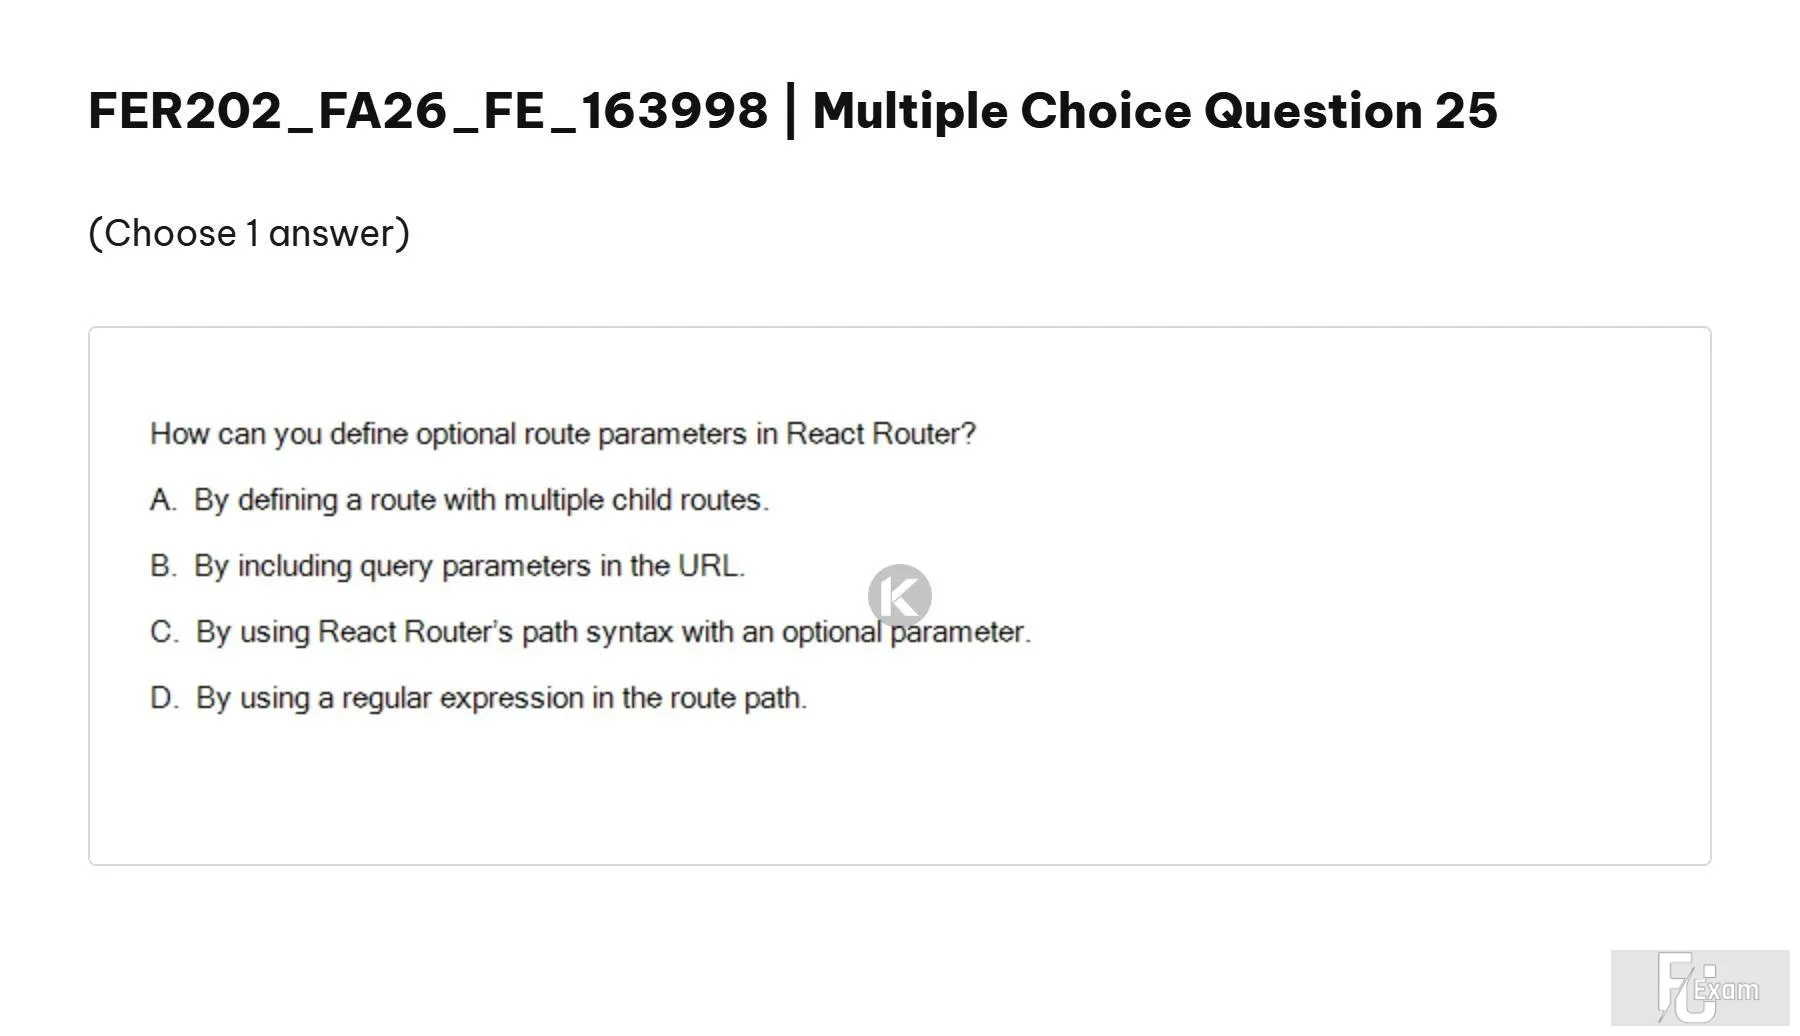 FER202_FA26_FE_163998 | Multiple Choice Question 25
(Choose 1 answer)
How can you define optional route parameters in React Router?
A. By defining a route with multiple child routes.
B. By including query parameters in the URL.
C. By using React Router’s path syntax with an optional parameter.
D. By using a regular expression in the route path.
K
FU Exam